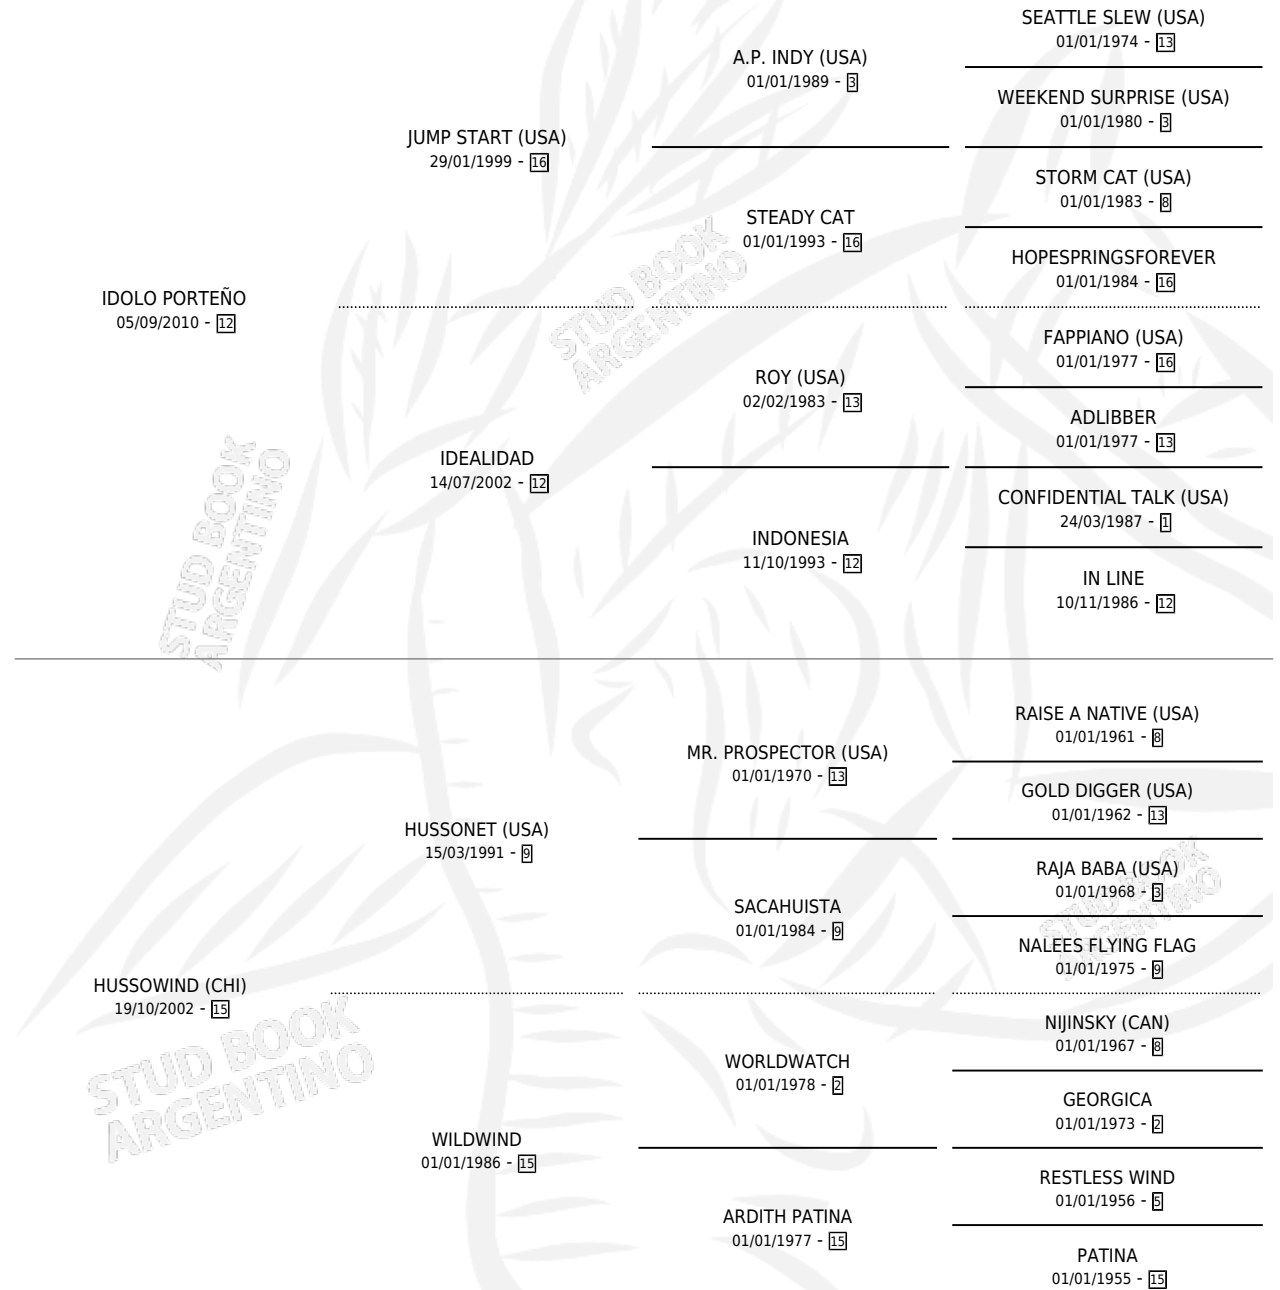 SEATTLE SLEW (USA)
01/01/1974 - 13
A.P. INDY (USA)
01/01/1989 - 3
WEEKEND SURPRISE (USA)
01/01/1980 - 3
JUMP START (USA)
29/01/1999 - 16
STORM CAT (USA)
01/01/1983 - 8
STEADY CAT
01/01/1993 - 16
HOPESPRINGSFOREVER
01/01/1984 - 16
IDOLO PORTEÑO
05/09/2010 - 12
FAPPIANO (USA)
01/01/1977 - 16
ROY (USA)
02/02/1983 - 13
ADLIBBER
01/01/1977 - 13
IDEALIDAD
14/07/2002 - 12
CONFIDENTIAL TALK (USA)
24/03/1987 - 1
INDONESIA
11/10/1993 - 12
IN LINE
10/11/1986 - 12
RAISE A NATIVE (USA)
01/01/1961 - 8
MR. PROSPECTOR (USA)
01/01/1970 - 13
GOLD DIGGER (USA)
01/01/1962 - 13
HUSSONET (USA)
15/03/1991 - 9
RAJA BABA (USA)
01/01/1968 - 3
SACAHUISTA
01/01/1984 - 9
NALEES FLYING FLAG
01/01/1975 - 9
HUSSOWIND (CHI)
19/10/2002 - 15
NIJINSKY (CAN)
01/01/1967 - 8
WORLDWATCH
01/01/1978 - 2
GEORGICA
01/01/1973 - 2
WILDWIND
01/01/1986 - 15
RESTLESS WIND
01/01/1956 - 5
ARDITH PATINA
01/01/1977 - 15
PATINA
01/01/1955 - 15
STUD BOOK
ARGENTINO
STUD BOOK
ARGENTINO
STUD BOOK
ARGENTINO
STUD BOOK
ARGENTINO